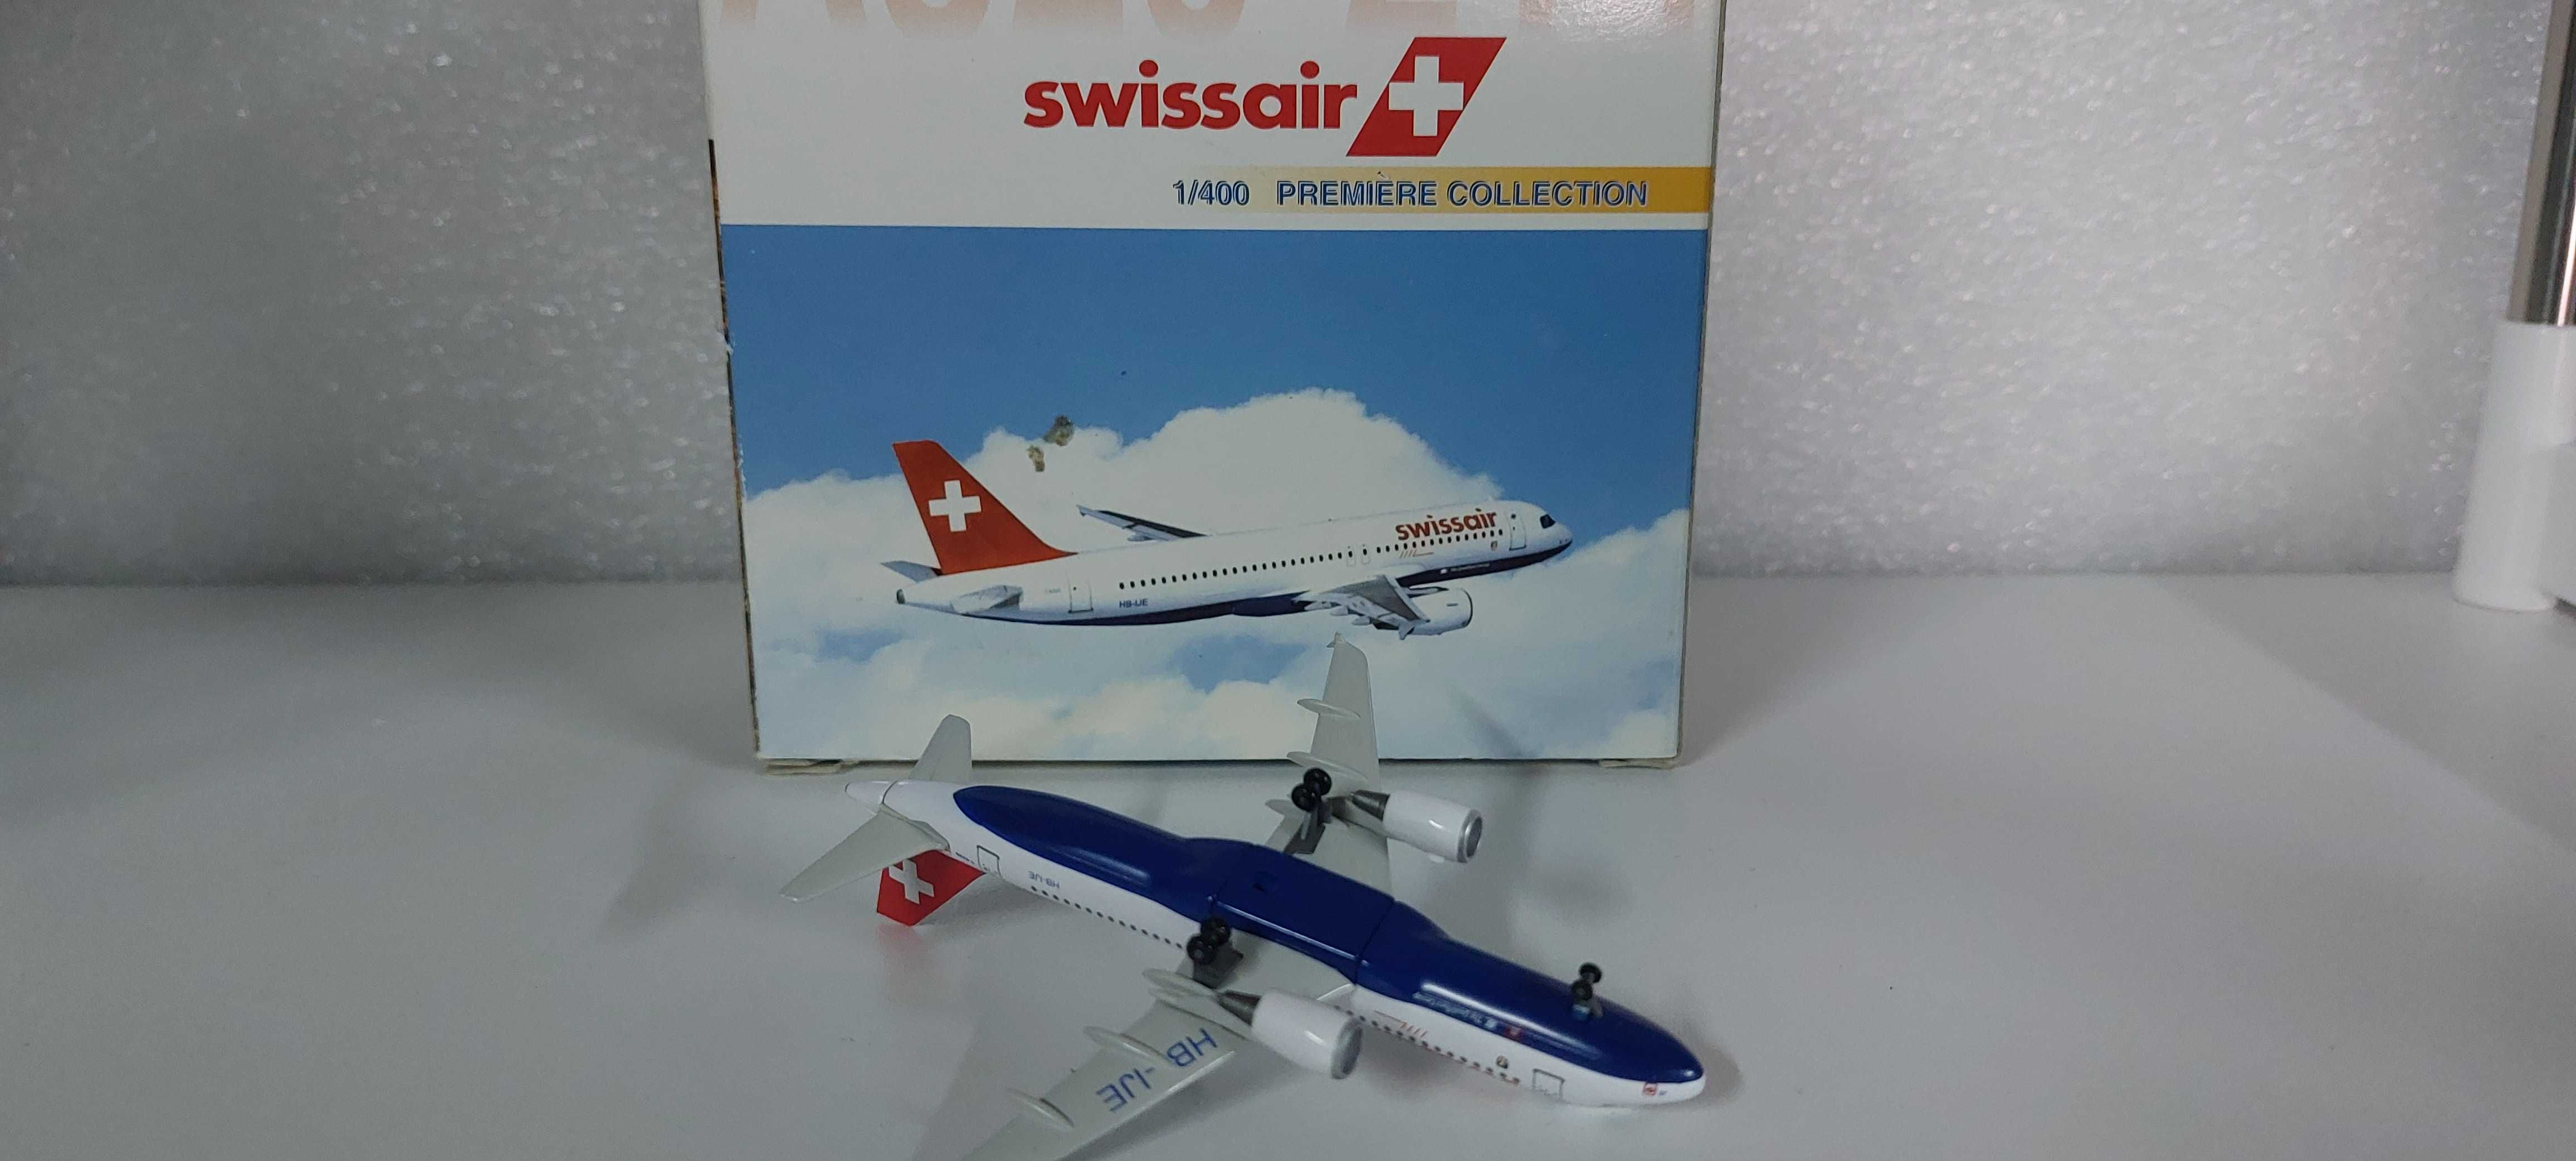 swissair
1/400 PREMIERE COLLECTION
swissair
HB-IJE
HB-IJE
HB-IJE